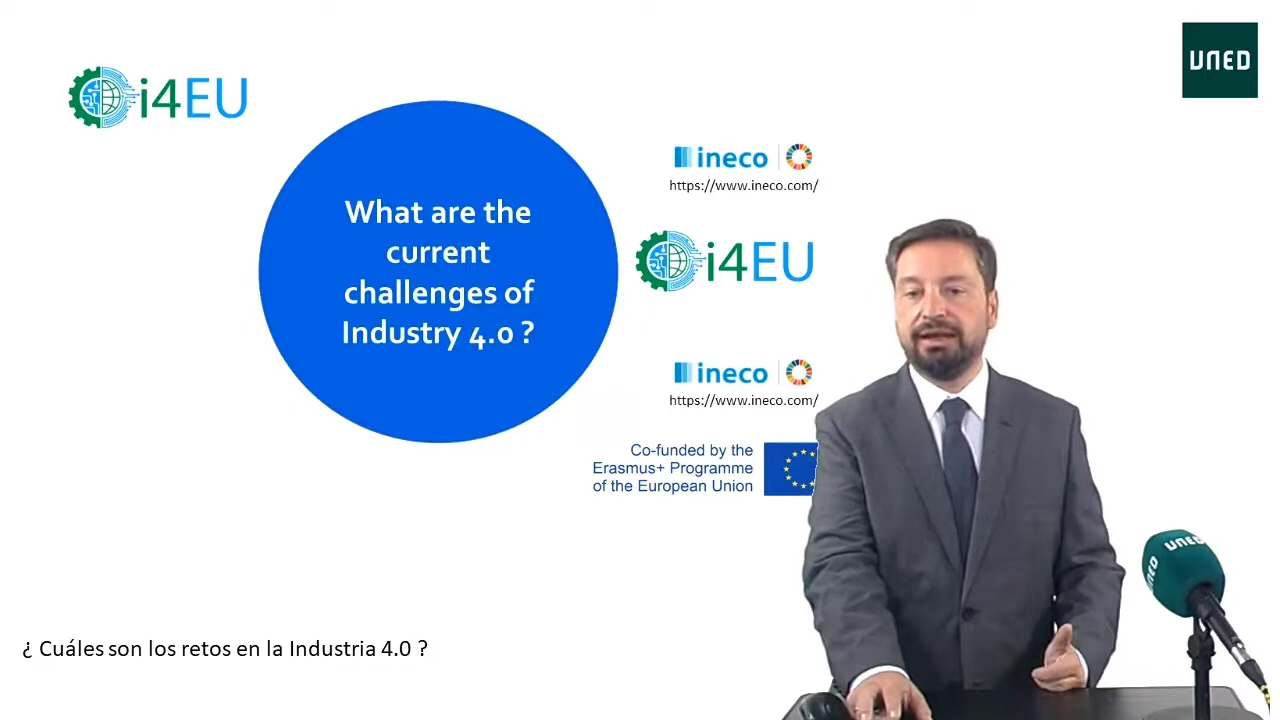 i4EU
UNED
What are the
current
challenges of
Industry 4.0 ?
ineco
https://www.ineco.com/
i4EU
ineco
https://www.ineco.com/
Co-funded by the
Erasmus+ Programme
of the European Union
UNED
UNED
¿ Cuáles son los retos en la Industria 4.0 ?